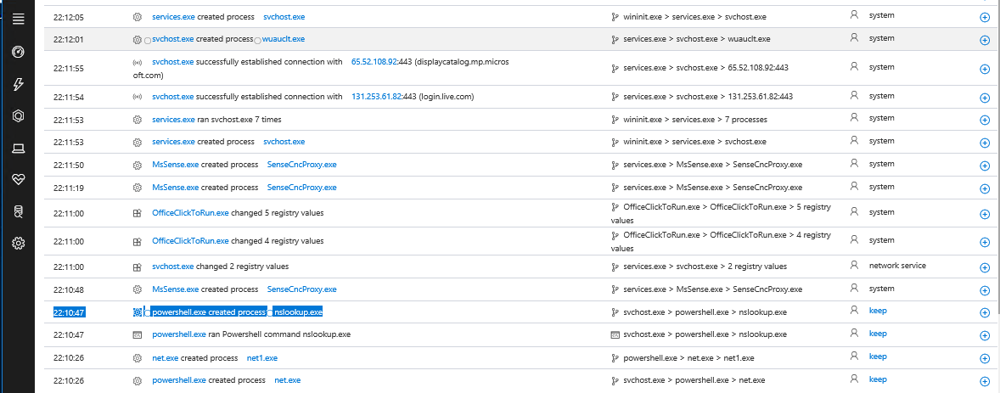 22:12:05 services.exe created process svchost.exe wininit.exe > services.exe > svchost.exe system
22:12:01 svchost.exe created process wuauclt.exe services.exe > svchost.exe > wuauclt.exe system
22:11:55 svchost.exe successfully established connection with 65.52.108.92:443 (displaycatalog.mp.micros services.exe > svchost.exe > 65.52.108.92:443 system
oft.com)
22:11:54 svchost.exe successfully established connection with 131.253.61.82:443 (login.live.com) services.exe > svchost.exe > 131.253.61.82:443 system
22:11:53 services.exe ran svchost.exe 7 times wininit.exe > services.exe > 7 processes system
22:11:53 services.exe created process svchost.exe wininit.exe > services.exe > svchost.exe system
22:11:50 MsSense.exe created process SenseCncProxy.exe services.exe > MsSense.exe > SenseCncProxy.exe system
22:11:19 MsSense.exe created process SenseCncProxy.exe services.exe > MsSense.exe > SenseCncProxy.exe system
22:11:00 OfficeClickToRun.exe changed 5 registry values OfficeClickToRun.exe > OfficeClickToRun.exe > 5 registry system
values
22:11:00 OfficeClickToRun.exe changed 4 registry values OfficeClickToRun.exe > OfficeClickToRun.exe > 4 registry system
values
22:11:00 svchost.exe changed 2 registry values services.exe > svchost.exe > 2 registry values network service
22:10:48 MsSense.exe created process SenseCncProxy.exe services.exe > MsSense.exe > SenseCncProxy.exe system
22:10:47 powershell.exe created process nslookup.exe svchost.exe > powershell.exe > nslookup.exe keep
22:10:47 powershell.exe ran Powershell command nslookup.exe svchost.exe > powershell.exe > nslookup.exe keep
22:10:26 net.exe created process net1.exe powershell.exe > net.exe > net1.exe keep
22:10:26 powershell.exe created process net.exe svchost.exe > powershell.exe > net.exe keep